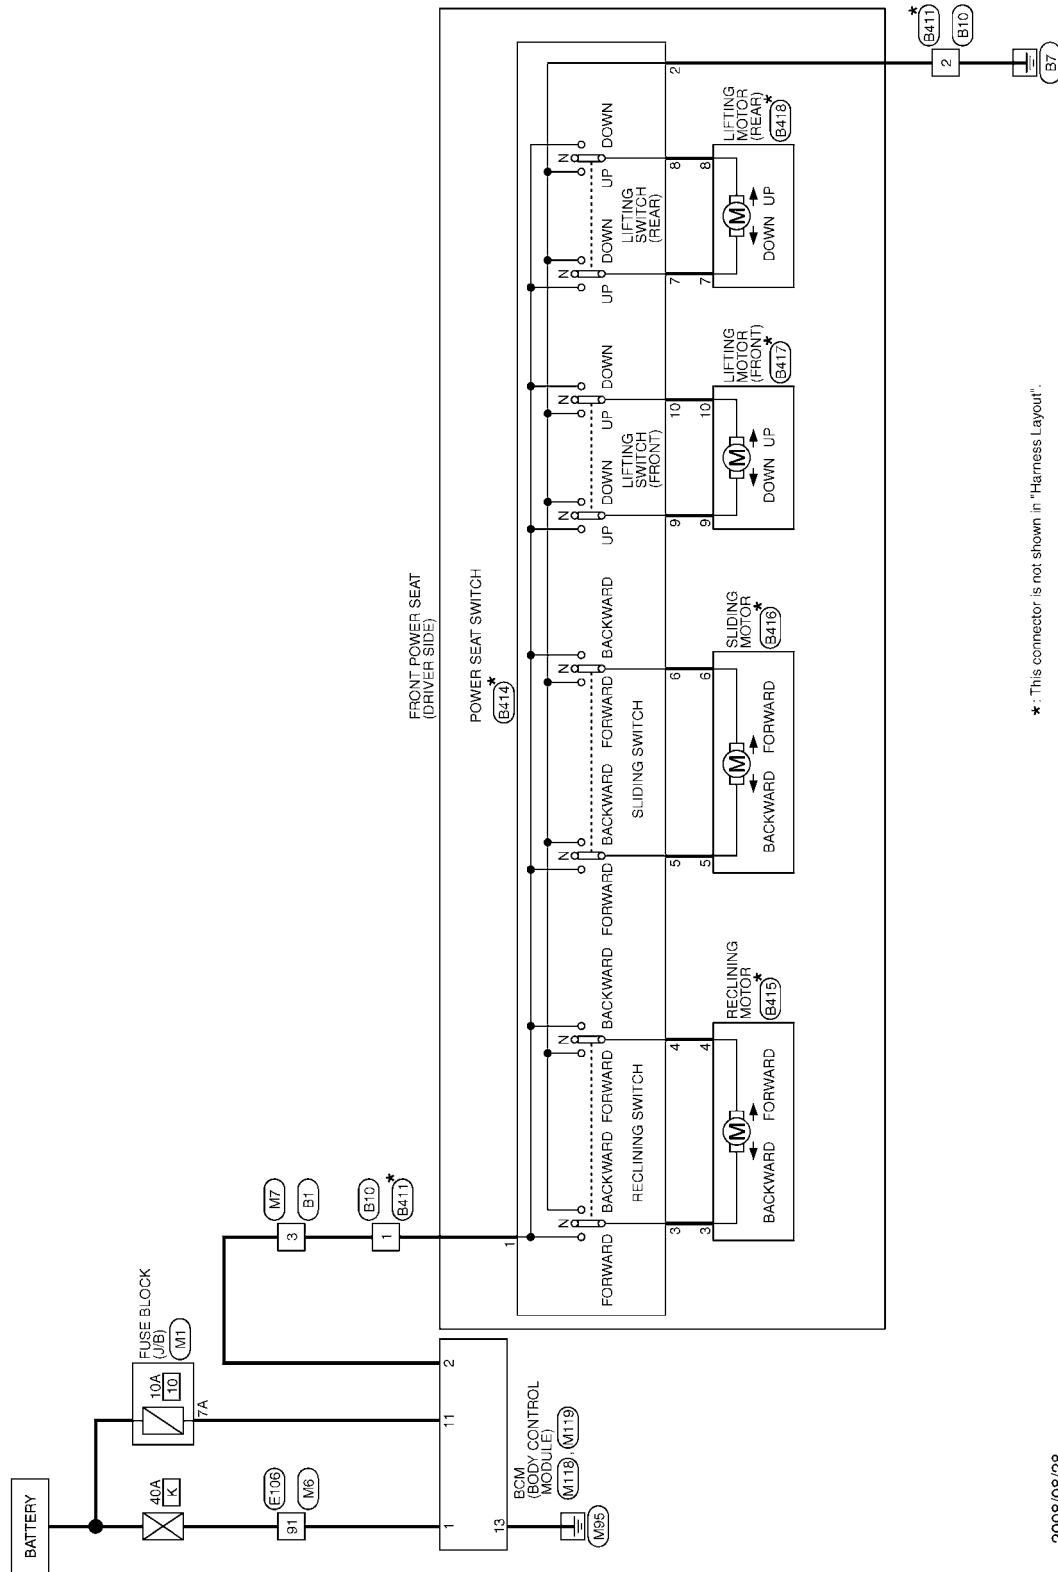 BATTERY
40A
K
E106
91
M6
10A
10
FUSE BLOCK
(J/B)
M1
7A
1
11
2
13
BCM
(BODY CONTROL
MODULE)
M118 , M119
M95
M7
3
B1
B10
1
B411 *
FRONT POWER SEAT
(DRIVER SIDE)
POWER SEAT SWITCH
B414 *
1
2
N
FORWARD
BACKWARD
N
FORWARD
BACKWARD
RECLINING SWITCH
3
4
3
4
RECLINING
MOTOR *
B415
M
BACKWARD
FORWARD
N
FORWARD
BACKWARD
N
FORWARD
BACKWARD
SLIDING SWITCH
5
6
5
6
SLIDING
MOTOR *
B416
M
BACKWARD
FORWARD
N
UP
DOWN
N
UP
DOWN
LIFTING
SWITCH
(FRONT)
9
10
9
10
LIFTING
MOTOR
(FRONT) *
B417
M
DOWN
UP
N
UP
DOWN
N
UP
DOWN
LIFTING
SWITCH
(REAR)
7
8
7
8
LIFTING
MOTOR
(REAR) *
B418
M
DOWN
UP
B411 *
2
B10
B7
* : This connector is not shown in "Harness Layout".
2008/08/28